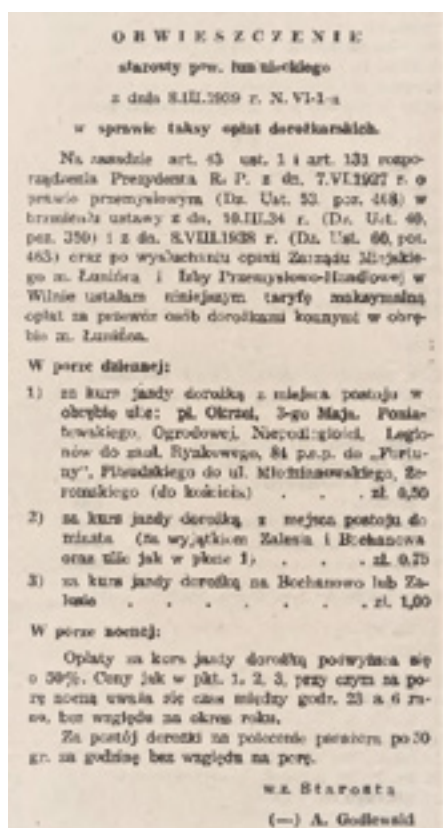 OBWIESZCZENIE
starosty pow. łuninieckiego
z dnia 8.III.1939 r. N. VI-1-a
w sprawie taksy opłat dorożkarskich.
Na zasadzie art. 43 ust. 1 i art. 131 rozpo-
rządzenia Prezydenta R. P. z dn. 7.VI.1927 r. o
prawie przemysłowym (Dz. Ust. 53, poz. 468) w
brzmieniu ustawy z dn. 10.III.34 r. (Dz. Ust. 40,
poz. 350) i z dn. 8.VIII.1938 r. (Dz. Ust. 60, poz.
463) oraz po wysłuchaniu opinii Zarządu Miejskie-
go m. Łunińca i Izby Przemysłowo-Handlowej w
Wilnie ustalam niniejszym taryfę maksymalną
opłat za przewóz osób dorożkami konnymi w obrę-
bie m. Łunińca.
W porze dziennej:
1) za kurs jazdy dorożką z miejsca postoju w
obrębie ulic: pl. Okrzei, 3-go Maja, Ponia-
towskiego, Ogrodowej, Niepodległości, Legio-
nów do zauł. Rynkowego, 84 p.s.p. do „Fortu-
ny", Piłsudskiego do ul. Że-
romskiego (do kościoła) . . . zł. 0,50
2) za kurs jazdy dorożką z miejsca postoju do
miasta (za wyjątkiem Zalesia i Bochanowa
oraz ulic jak w pkcie 1) . . . zł. 0.75
3) za kurs jazdy dorożką na Bochanowo lub Za-
lesie . . . . . . . zł. 1,00
W porze nocnej:
Opłaty za kurs jazdy dorożką podwyższa się
o 50%. Ceny jak w pkt. 1, 2, 3, przy czym za po-
rę nocną uważa się czas między godz. 23 a 6 ra-
no, bez względu na okres roku.
Za postój dorożki na polecenie pasażera po 50
gr. za godzinę bez względu na porę.
w.z. Starosta
(—) A. Godlewski